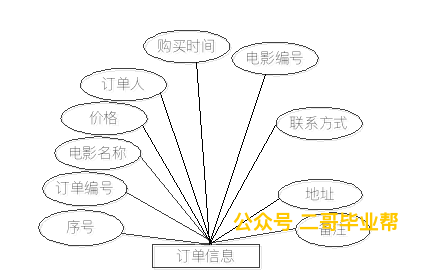 购买时间
电影编号
订单人
价格
联系方式
电影名称
订单编号
地址
序号
公众号 二哥毕业帮
备注
订单信息